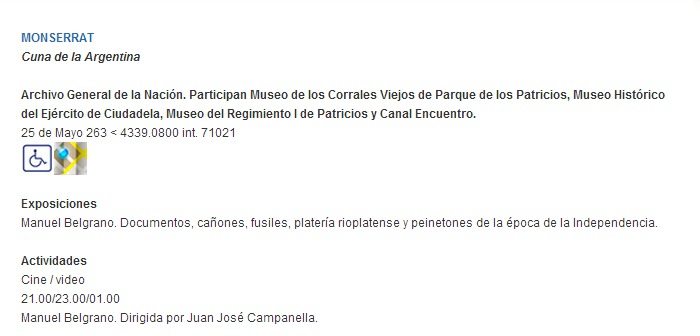 MONSERRAT
Cuna de la Argentina
Archivo General de la Nación. Participan Museo de los Corrales Viejos de Parque de los Patricios, Museo Histórico
del Ejército de Ciudadela, Museo del Regimiento I de Patricios y Canal Encuentro.
25 de Mayo 263 < 4339.0800 int. 71021
Exposiciones
Manuel Belgrano. Documentos, cañones, fusiles, platería rioplatense y peinetones de la época de la Independencia.
Actividades
Cine / video
21.00/23.00/01.00
Manuel Belgrano. Dirigida por Juan José Campanella.